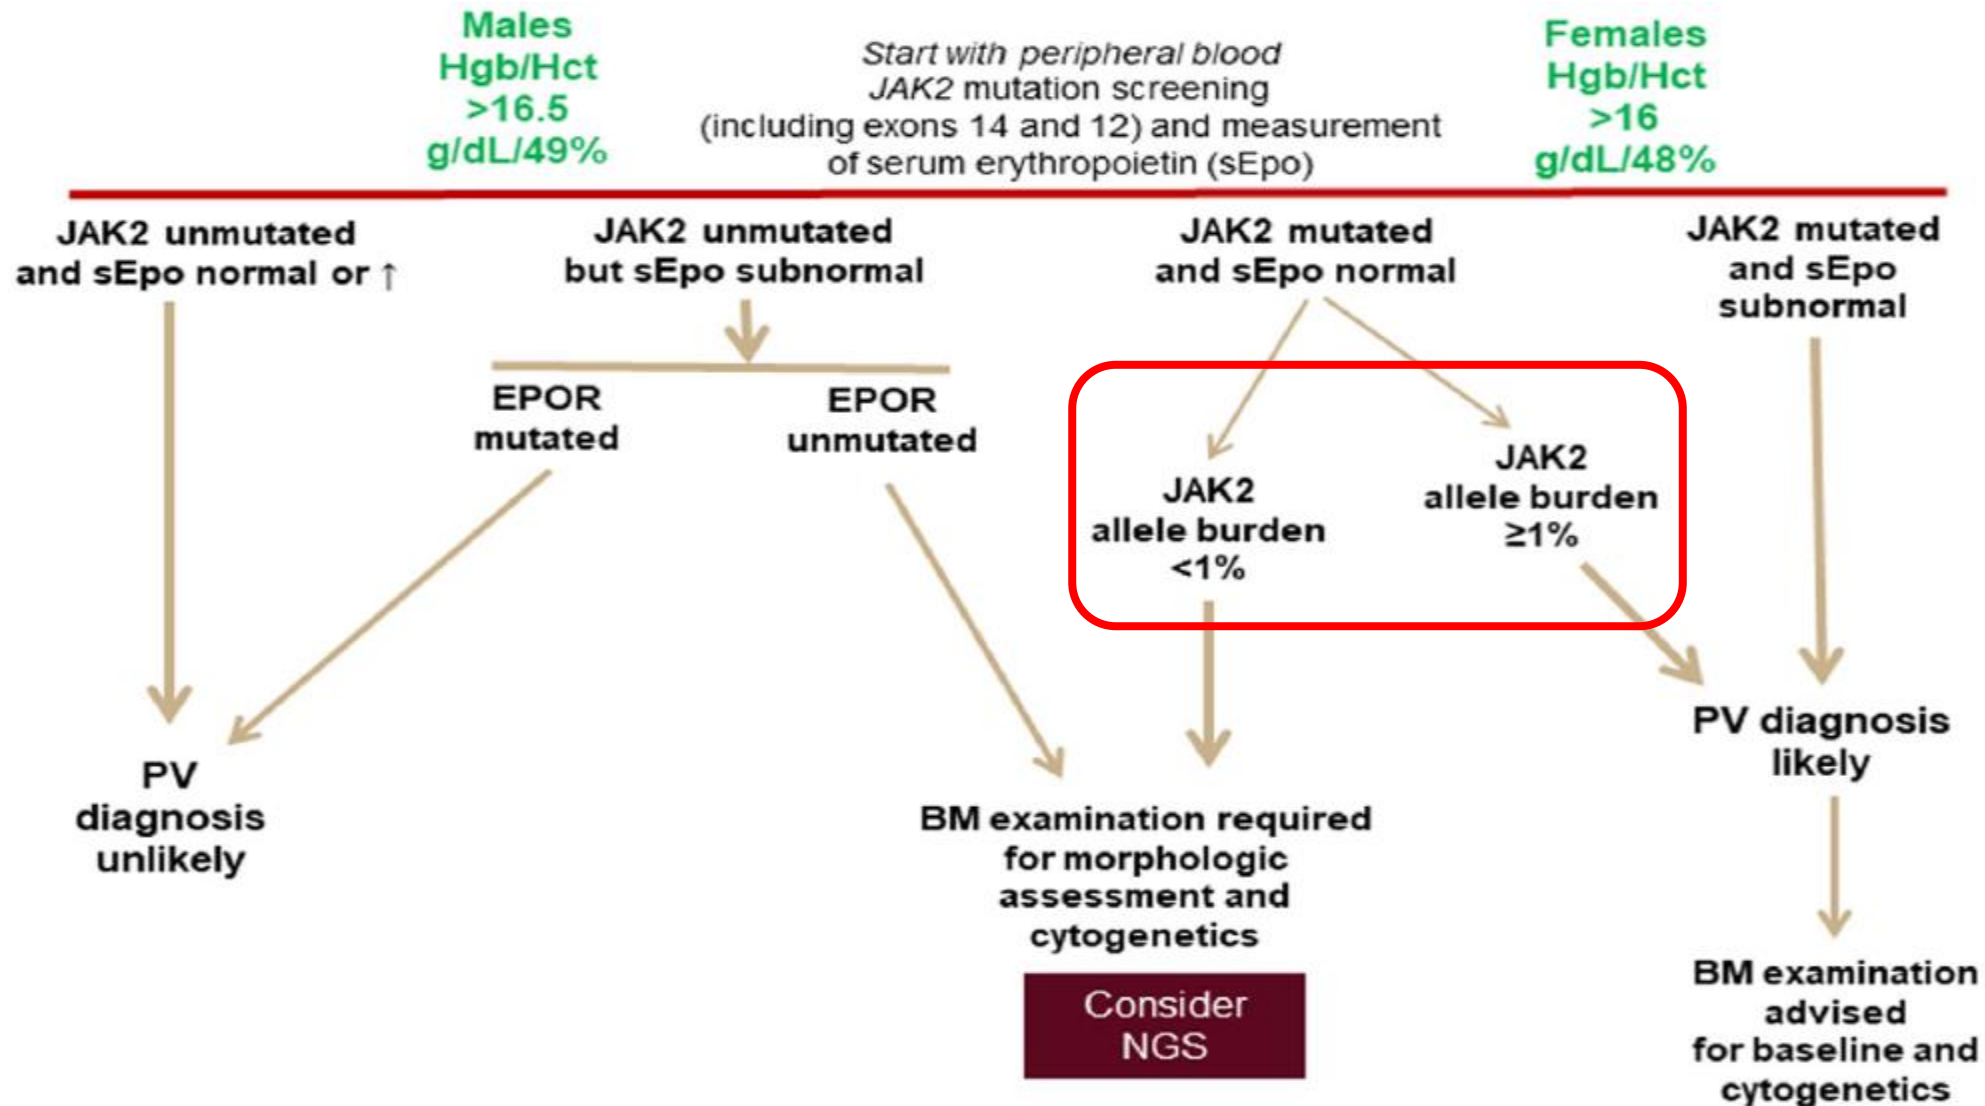 Males
Hgb/Hct
>16.5
g/dL/49%
Start with peripheral blood
JAK2 mutation screening
(including exons 14 and 12) and measurement
of serum erythropoietin (sEpo)
Females
Hgb/Hct
>16
g/dL/48%
JAK2 unmutated
and sEpo normal or ↑
JAK2 unmutated
but sEpo subnormal
JAK2 mutated
and sEpo normal
JAK2 mutated
and sEpo
subnormal
EPOR
mutated
EPOR
unmutated
JAK2
allele burden
<1%
JAK2
allele burden
≥1%
PV
diagnosis
unlikely
BM examination required
for morphologic
assessment and
cytogenetics
Consider
NGS
PV diagnosis
likely
BM examination
advised
for baseline and
cytogenetics